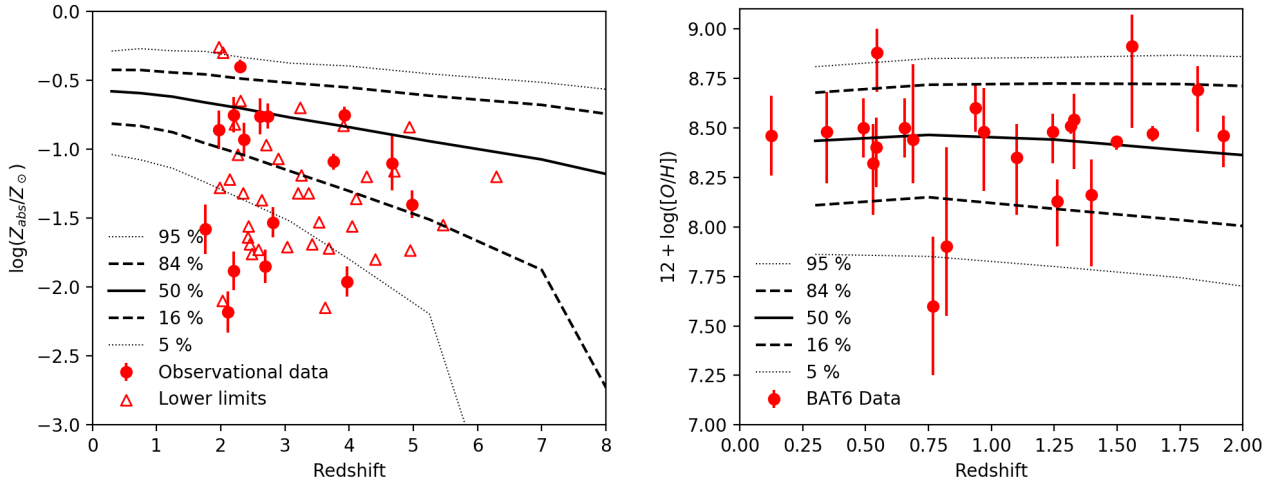 0.0
−0.5
−1.0
−1.5
−2.0
−2.5
−3.0
log(Z_abs/Z_⊙)
95 %
84 %
50 %
16 %
5 %
Observational data
Lower limits
0 1 2 3 4 5 6 7 8
Redshift
9.00
8.75
8.50
8.25
8.00
7.75
7.50
7.25
7.00
12 + log([O/H])
95 %
84 %
50 %
16 %
5 %
BAT6 Data
0.00 0.25 0.50 0.75 1.00 1.25 1.50 1.75 2.00
Redshift